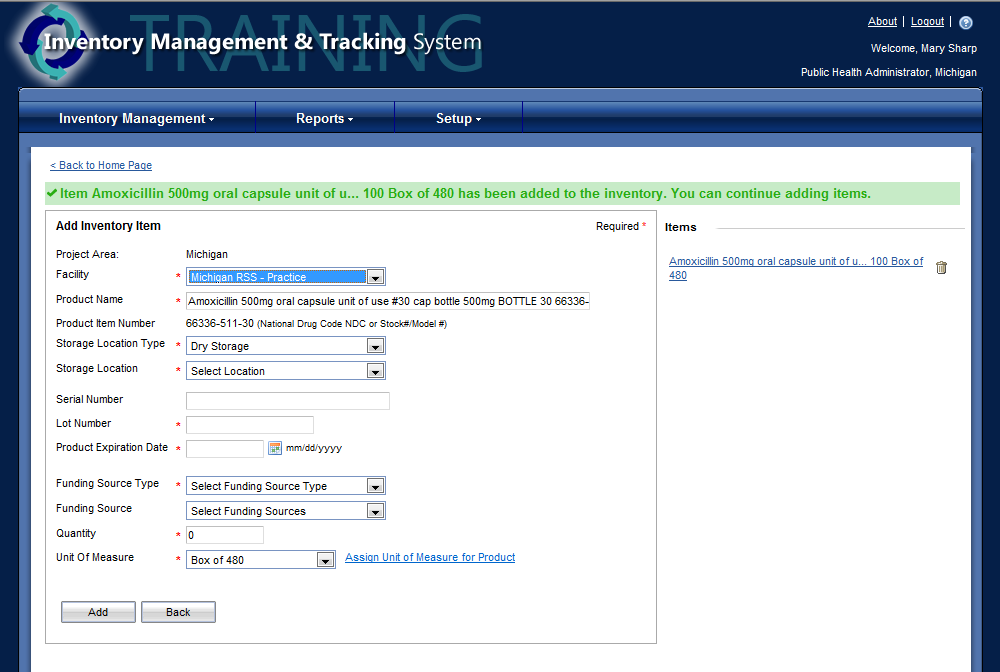 TRAINING
Inventory Management & Tracking System
About | Logout |
Welcome, Mary Sharp
Public Health Administrator, Michigan
Inventory Management Reports Setup
< Back to Home Page
Item Amoxicillin 500mg oral capsule unit of u... 100 Box of 480 has been added to the inventory. You can continue adding items.
Add Inventory Item Required *
Project Area: Michigan
Facility * Michigan RSS - Practice
Product Name * Amoxicillin 500mg oral capsule unit of use #30 cap bottle 500mg BOTTLE 30 66336-
Product Item Number 66336-511-30 (National Drug Code NDC or Stock#/Model #)
Storage Location Type * Dry Storage
Storage Location * Select Location
Serial Number
Lot Number *
Product Expiration Date * mm/dd/yyyy
Funding Source Type * Select Funding Source Type
Funding Source Select Funding Sources
Quantity * 0
Unit Of Measure * Box of 480 Assign Unit of Measure for Product
Add Back
Items
Amoxicillin 500mg oral capsule unit of u... 100 Box of
480